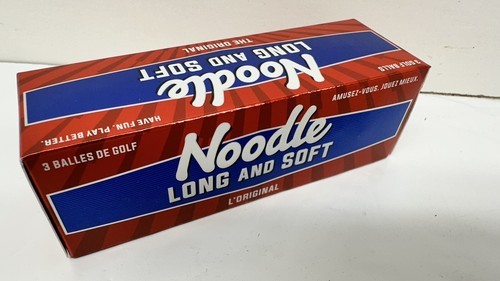 3 BALLES DE GOLF
AMUSEZ-VOUS. JOUEZ MIEUX.
Noodle
LONG AND SOFT
L'ORIGINAL
3 GOLF BALLS
HAVE FUN. PLAY BETTER.
Noodle
LONG AND SOFT
THE ORIGINAL